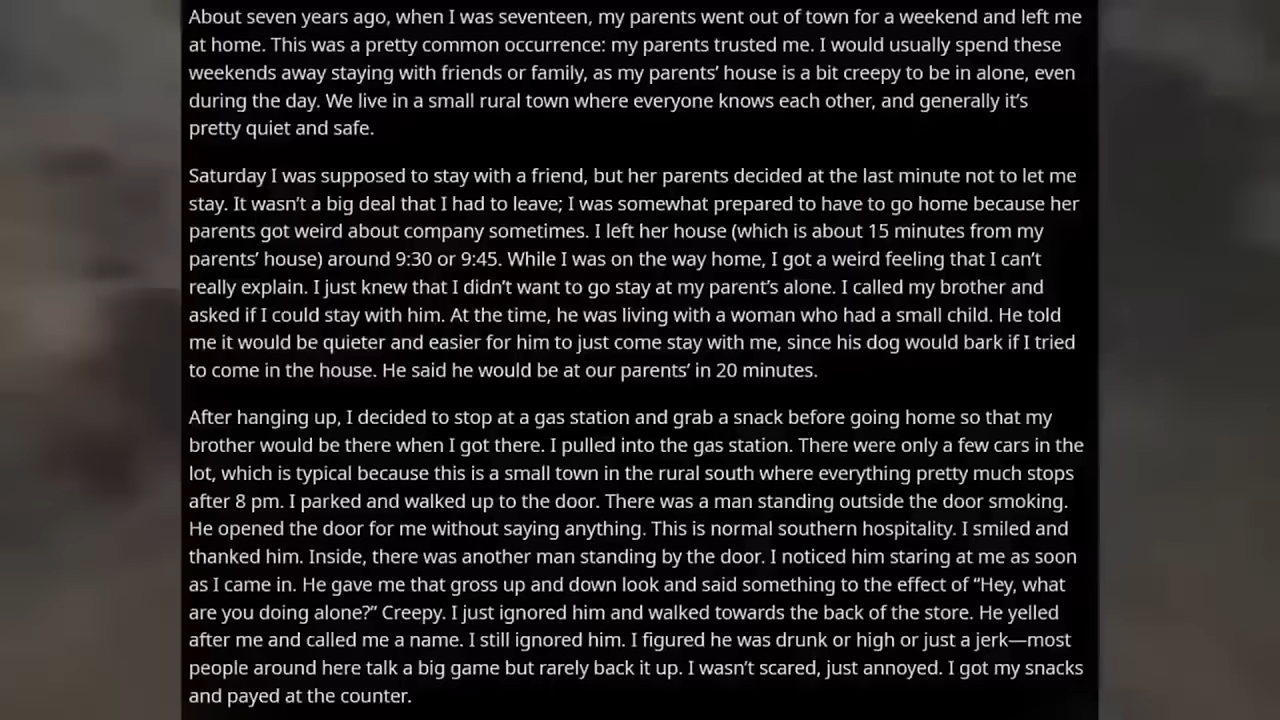 About seven years ago, when I was seventeen, my parents went out of town for a weekend and left me
at home. This was a pretty common occurrence: my parents trusted me. I would usually spend these
weekends away staying with friends or family, as my parents’ house is a bit creepy to be in alone, even
during the day. We live in a small rural town where everyone knows each other, and generally it’s
pretty quiet and safe.
Saturday I was supposed to stay with a friend, but her parents decided at the last minute not to let me
stay. It wasn’t a big deal that I had to leave; I was somewhat prepared to have to go home because her
parents got weird about company sometimes. I left her house (which is about 15 minutes from my
parents’ house) around 9:30 or 9:45. While I was on the way home, I got a weird feeling that I can’t
really explain. I just knew that I didn’t want to go stay at my parent’s alone. I called my brother and
asked if I could stay with him. At the time, he was living with a woman who had a small child. He told
me it would be quieter and easier for him to just come stay with me, since his dog would bark if I tried
to come in the house. He said he would be at our parents’ in 20 minutes.
After hanging up, I decided to stop at a gas station and grab a snack before going home so that my
brother would be there when I got there. I pulled into the gas station. There were only a few cars in the
lot, which is typical because this is a small town in the rural south where everything pretty much stops
after 8 pm. I parked and walked up to the door. There was a man standing outside the door smoking.
He opened the door for me without saying anything. This is normal southern hospitality. I smiled and
thanked him. Inside, there was another man standing by the door. I noticed him staring at me as soon
as I came in. He gave me that gross up and down look and said something to the effect of “Hey, what
are you doing alone?” Creepy. I just ignored him and walked towards the back of the store. He yelled
after me and called me a name. I still ignored him. I figured he was drunk or high or just a jerk—most
people around here talk a big game but rarely back it up. I wasn’t scared, just annoyed. I got my snacks
and payed at the counter.